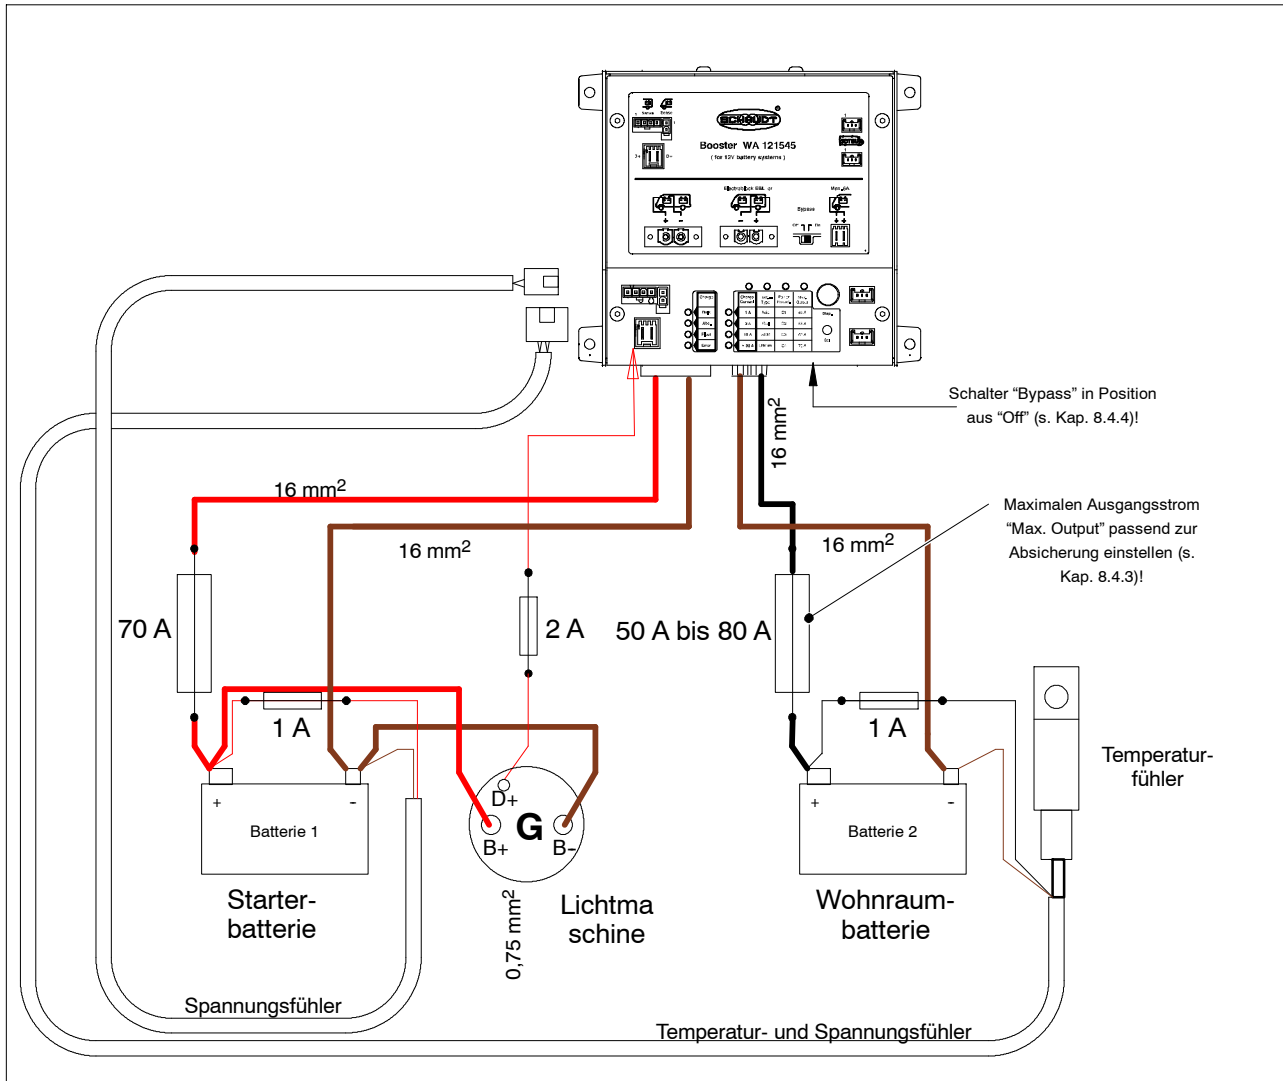 SCHAUDT
Booster WA 121545
( for 12V battery systems )
D+
Electroblock EBL
Bypass
+ -
- +
+ +
Schalter “Bypass” in Position
aus “Off” (s. Kap. 8.4.4)!
16 mm2
16 mm2
16 mm2
16 mm2
Maximalen Ausgangsstrom
“Max. Output” passend zur
Absicherung einstellen (s.
Kap. 8.4.3)!
70 A
2 A
50 A bis 80 A
1 A
1 A
Temperatur-
fühler
+ -
Batterie 1
Starter-
batterie
D+
G
B+
B-
0,75 mm2
Lichtma
schine
+ -
Batterie 2
Wohnraum-
batterie
Spannungsfühler
Temperatur- und Spannungsfühler